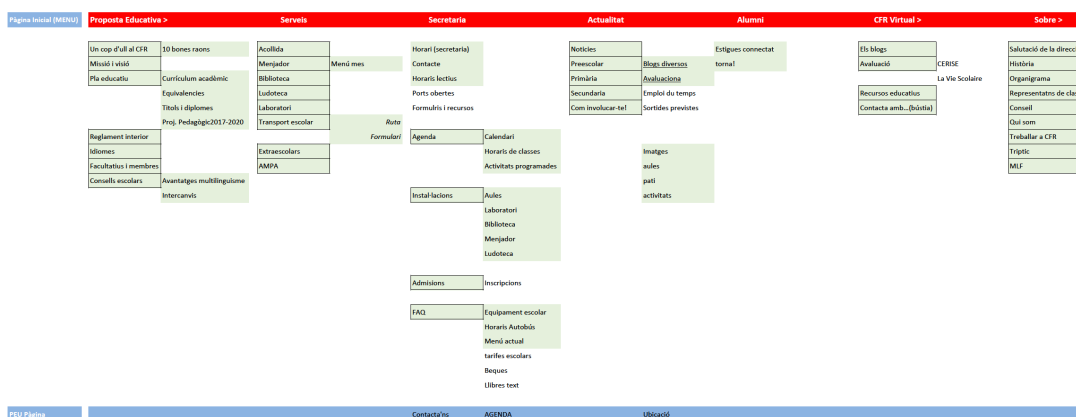 Pàgina Inicial (MENU) Proposta Educativa > Serveis Secretaria Actualitat Alumni CFR Virtual > Sobre >
Un cop d'ull al CFR 10 bones raons Acollida Horari (secretaria) Noticies Estigues connectat Els blogs Salutació de la direcci
Missió i visió Menjador Menú mes Contacte Preescolar Blogs diversos torna! Avaluació CERISE Història
Pla educatiu Currículum acadèmic Biblioteca Horaris lectius Primària Avaluaciona La Vie Scolaire Organigrama
Equivalencies Ludoteca Ports obertes Secundaria Emploi du temps Recursos educatius Representatns de clas
Titols i diplomes Laboratori Formulris i recursos Com involucar-te! Sortides previstes Contacta amb...(bústia) Consell
Proj. Pedagògic2017-2020 Transport escolar Ruta Qui som
Reglament interior Formulari Agenda Calendari Treballar a CFR
Idiomes Extraescolars Horaris de classes Imatges Triptic
Facultatius i membres AMPA Activitats programades aules MLF
Consells escolars Avantatges multilinguisme pati
Intercanvis Instal·lacions Aules activitats
Laboratori
Biblioteca
Menjador
Ludoteca
Admisions Inscripcions
FAQ Equipament escolar
Horaris Autobús
Menú actual
tarifes escolars
Beques
Llibres text
PEU Pàgina Contacta'ns AGENDA Ubicació